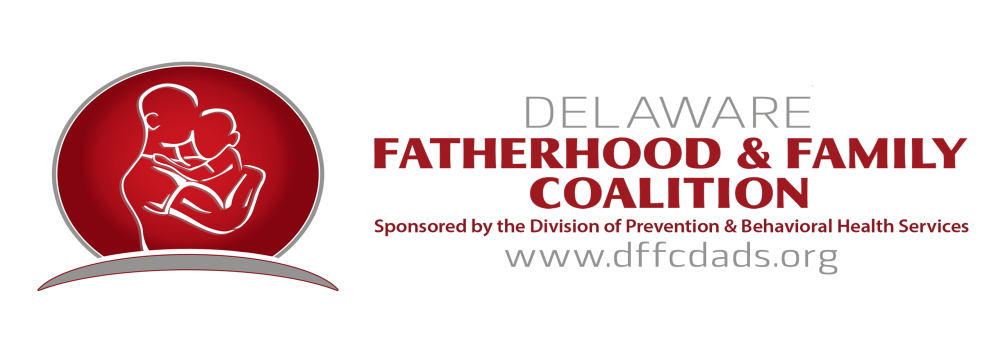 DELAWARE
FATHERHOOD & FAMILY
COALITION
Sponsored by the Division of Prevention & Behavioral Health Services
www.dffcdads.org